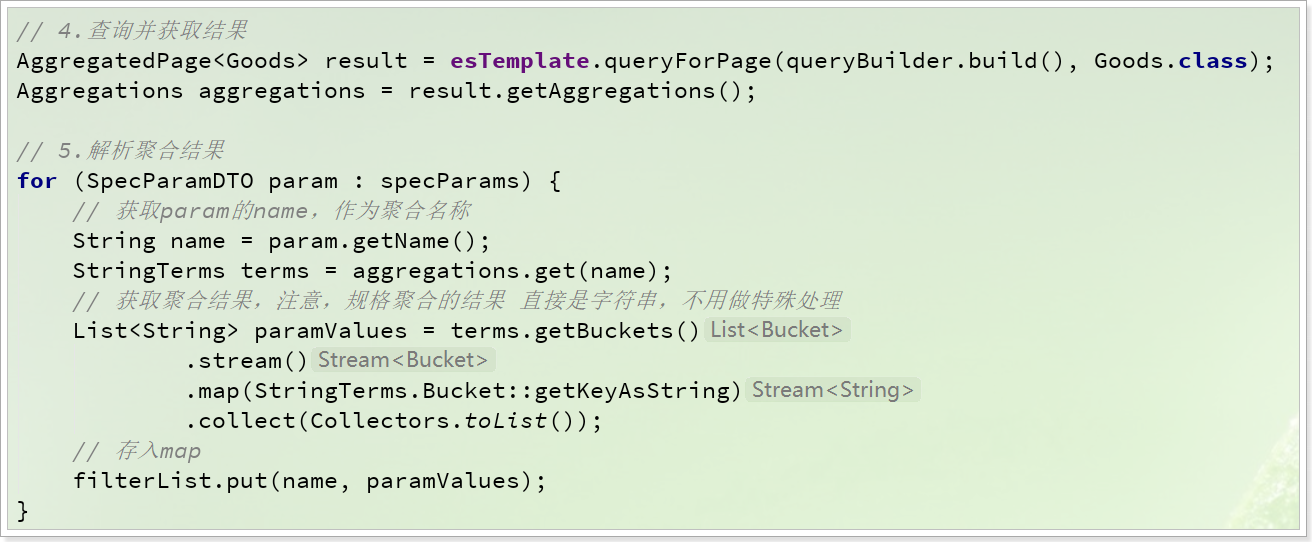 // 4.查询并获取结果
AggregatedPage<Goods> result = esTemplate.queryForPage(queryBuilder.build(), Goods.class);
Aggregations aggregations = result.getAggregations();
// 5.解析聚合结果
for (SpecParamDTO param : specParams) {
    // 获取param的name，作为聚合名称
    String name = param.getName();
    StringTerms terms = aggregations.get(name);
    // 获取聚合结果，注意，规格聚合的结果 直接是字符串，不用做特殊处理
    List<String> paramValues = terms.getBuckets() List<Bucket>
            .stream() Stream<Bucket>
            .map(StringTerms.Bucket::getKeyAsString) Stream<String>
            .collect(Collectors.toList());
    // 存入map
    filterList.put(name, paramValues);
}